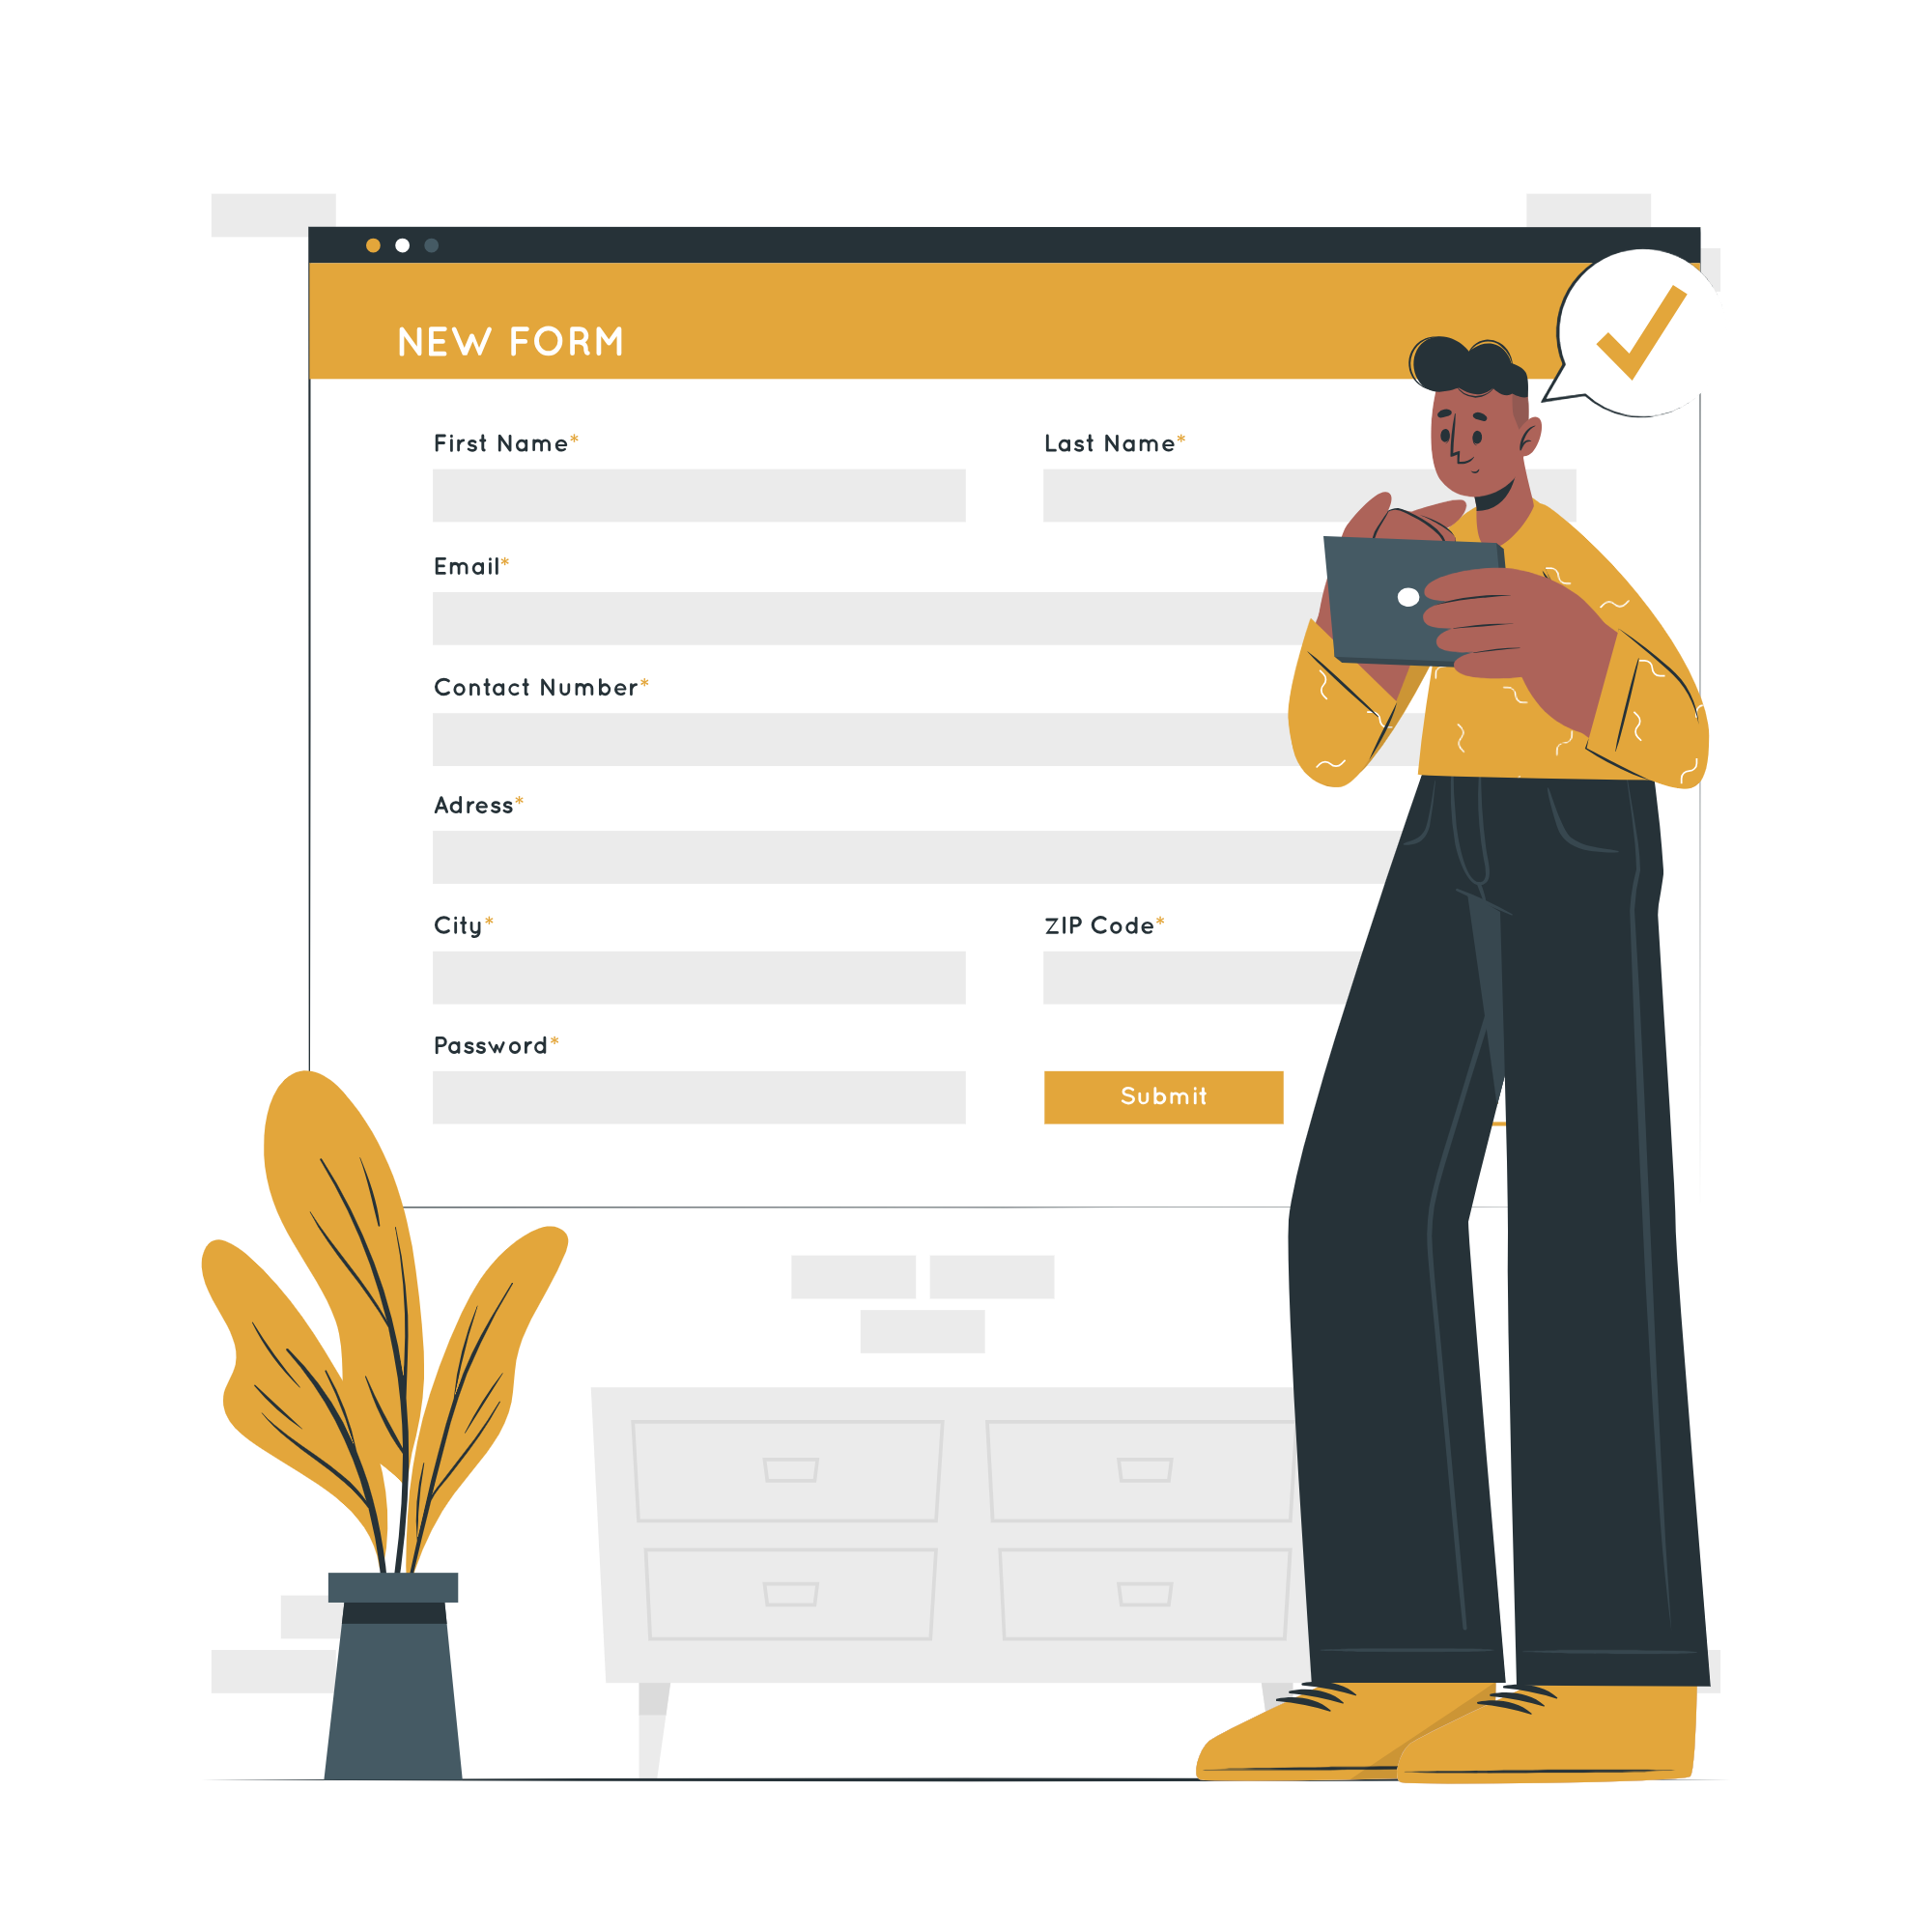 NEW FORM
First Name* Last Name*
Email*
Contact Number*
Adress*
City* ZIP Code*
Password*
Submit